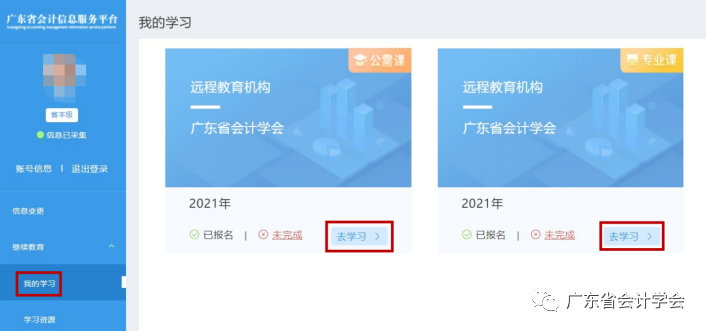 广东省会计信息服务平台
省本级
信息已采集
账号信息 | 退出登录
信息变更
继续教育
我的学习
学习资源
我的学习
公需课
远程教育机构
广东省会计学会
2021年
已报名 | 未完成 去学习 >
专业课
远程教育机构
广东省会计学会
2021年
已报名 | 未完成 去学习 >
广东省会计学会